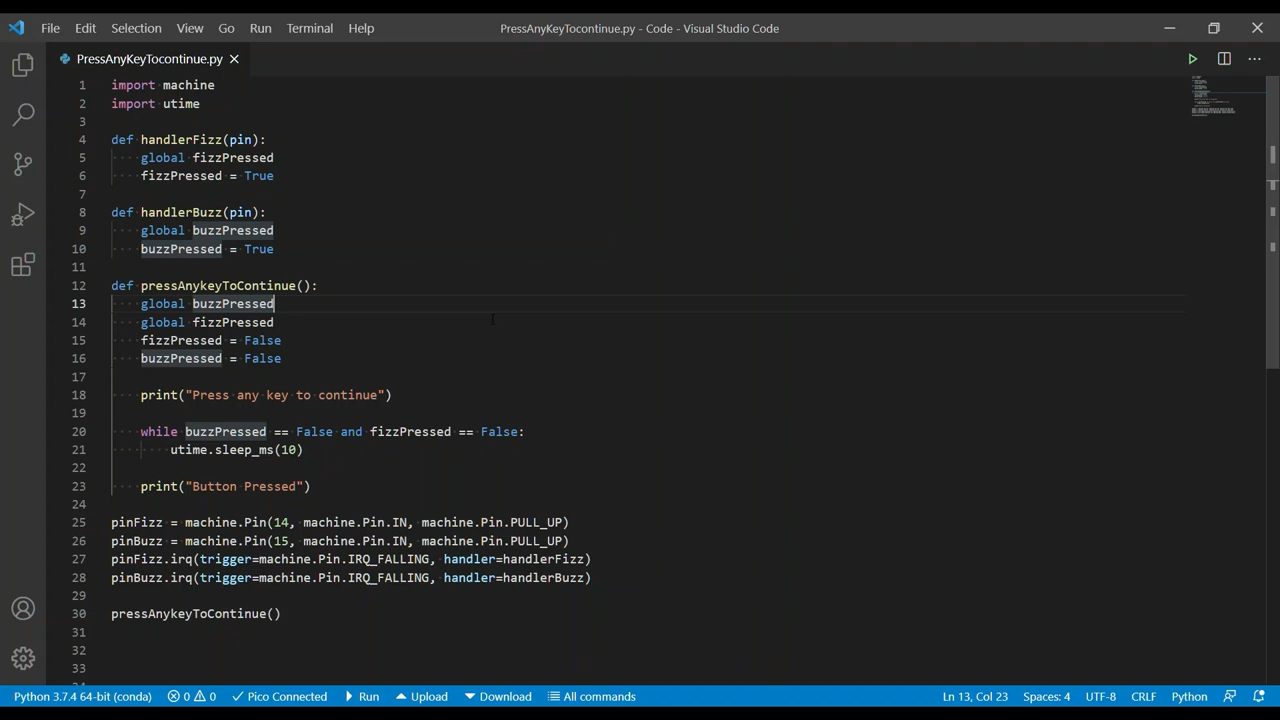 File Edit Selection View Go Run Terminal Help PressAnyKeyTocontinue.py - Code - Visual Studio Code
PressAnyKeyTocontinue.py
1 import machine
2 import utime
3
4 def handlerFizz(pin):
5 global fizzPressed
6 fizzPressed = True
7
8 def handlerBuzz(pin):
9 global buzzPressed
10 buzzPressed = True
11
12 def pressAnykeyToContinue():
13 global buzzPressed
14 global fizzPressed
15 fizzPressed = False
16 buzzPressed = False
17
18 print("Press any key to continue")
19
20 while buzzPressed == False and fizzPressed == False:
21 utime.sleep_ms(10)
22
23 print("Button Pressed")
24
25 pinFizz = machine.Pin(14, machine.Pin.IN, machine.Pin.PULL_UP)
26 pinBuzz = machine.Pin(15, machine.Pin.IN, machine.Pin.PULL_UP)
27 pinFizz.irq(trigger=machine.Pin.IRQ_FALLING, handler=handlerFizz)
28 pinBuzz.irq(trigger=machine.Pin.IRQ_FALLING, handler=handlerBuzz)
29
30 pressAnykeyToContinue()
31
32
33
Python 3.7.4 64-bit (conda) 0 0 Pico Connected Run Upload Download All commands Ln 13, Col 23 Spaces: 4 UTF-8 CRLF Python